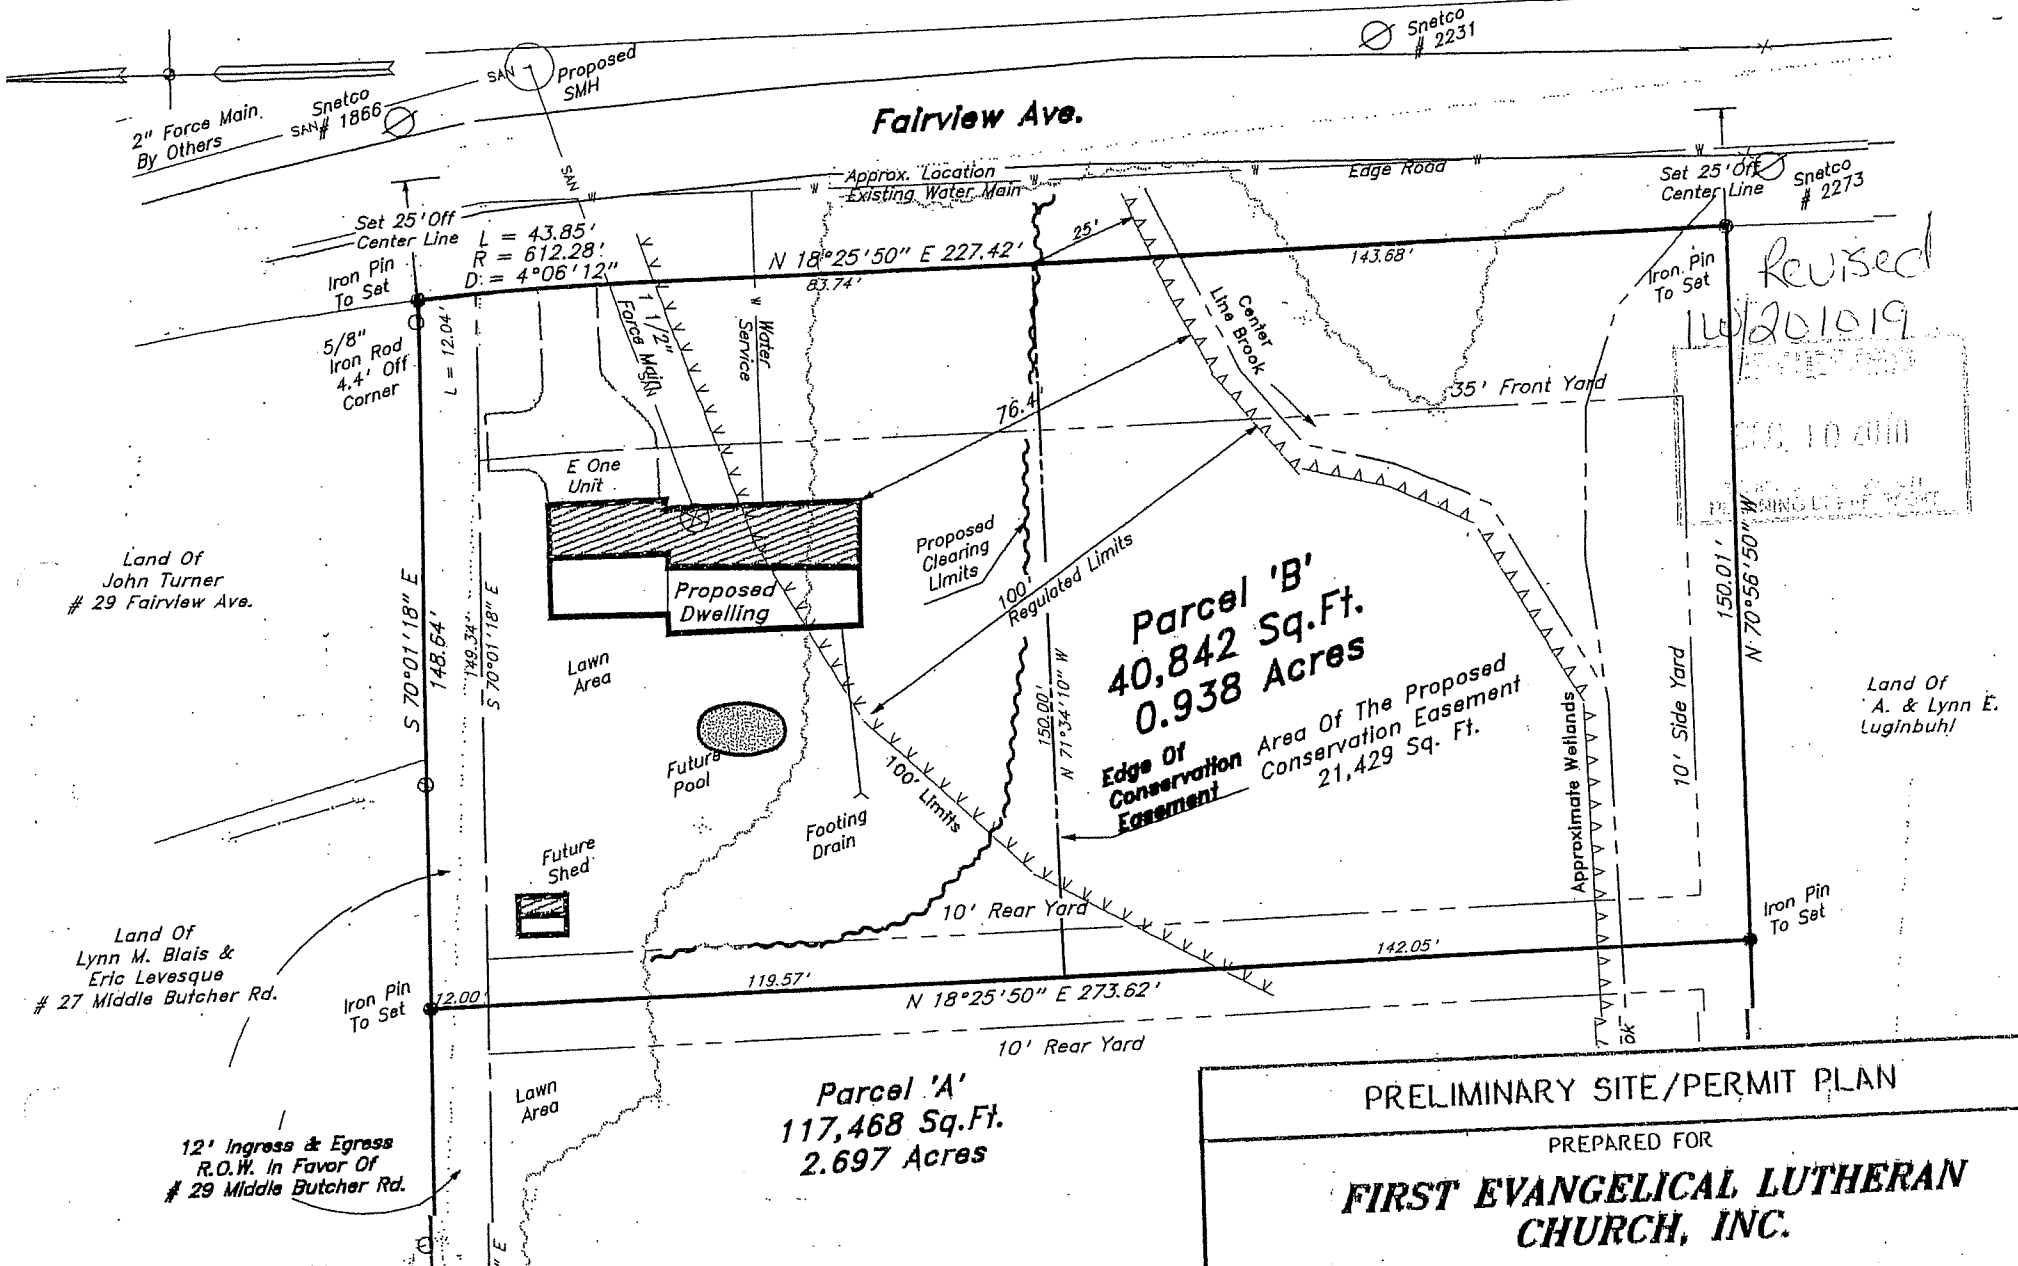 Snetco
# 2231
SAN
Proposed
SMH
Snetco
# 1866
2" Force Main
By Others
SAN
Fairview Ave.
SAN
Approx. Location
Existing Water Main
W
W
W
W
W
W
Edge Road
Set 25' Off
Center Line
Snetco
# 2273
Set 25' Off
Center Line
L = 43.85'
R = 612.28'
D = 4°06'12"
N 18°25'50" E 227.42'
83.74'
25'
143.68'
Iron Pin
To Set
Iron Pin
To Set
Revised
5/8"
Iron Rod
4.4' Off
Corner
L = 12.04'
1 1/2"
Force Main
SAN
W
Water
Service
Center
Line Brook
35' Front Yard
76.4'
E One
Unit
Proposed
Clearing
Limits
100'
Regulated Limits
Proposed
Dwelling
Land Of
John Turner
# 29 Fairview Ave.
S 70°01'18" E
148.64'
149.34'
S 70°01'18" E
Parcel 'B'
40,842 Sq.Ft.
0.938 Acres
150.01'
N 70°56'50" W
Lawn
Area
150.00'
N 71°34'10" W
Edge Of
Conservation
Easement
Area Of The Proposed
Conservation Easement
21,429 Sq. Ft.
Approximate Wetlands
10' Side Yard
Land Of
A. & Lynn E.
Luginbuhl
Future
Pool
100' Limits
Footing
Drain
Future
Shed
10' Rear Yard
Iron Pin
To Set
Land Of
Lynn M. Blais &
Eric Levesque
# 27 Middle Butcher Rd.
Iron Pin
To Set
12.00'
119.57'
142.05'
N 18°25'50" E 273.62'
10' Rear Yard
Lawn
Area
Parcel 'A'
117,468 Sq.Ft.
2.697 Acres
12' Ingress & Egress
R.O.W. In Favor Of
# 29 Middle Butcher Rd.
" E
PRELIMINARY SITE/PERMIT PLAN
PREPARED FOR
FIRST EVANGELICAL LUTHERAN
CHURCH, INC.